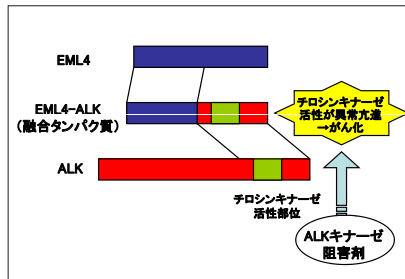 EML4
EML4-ALK
（融合タンパク質）
ALK
チロシンキナーゼ
活性が異常亢進
→がん化
チロシンキナーゼ
活性部位
ALKキナーゼ
阻害剤